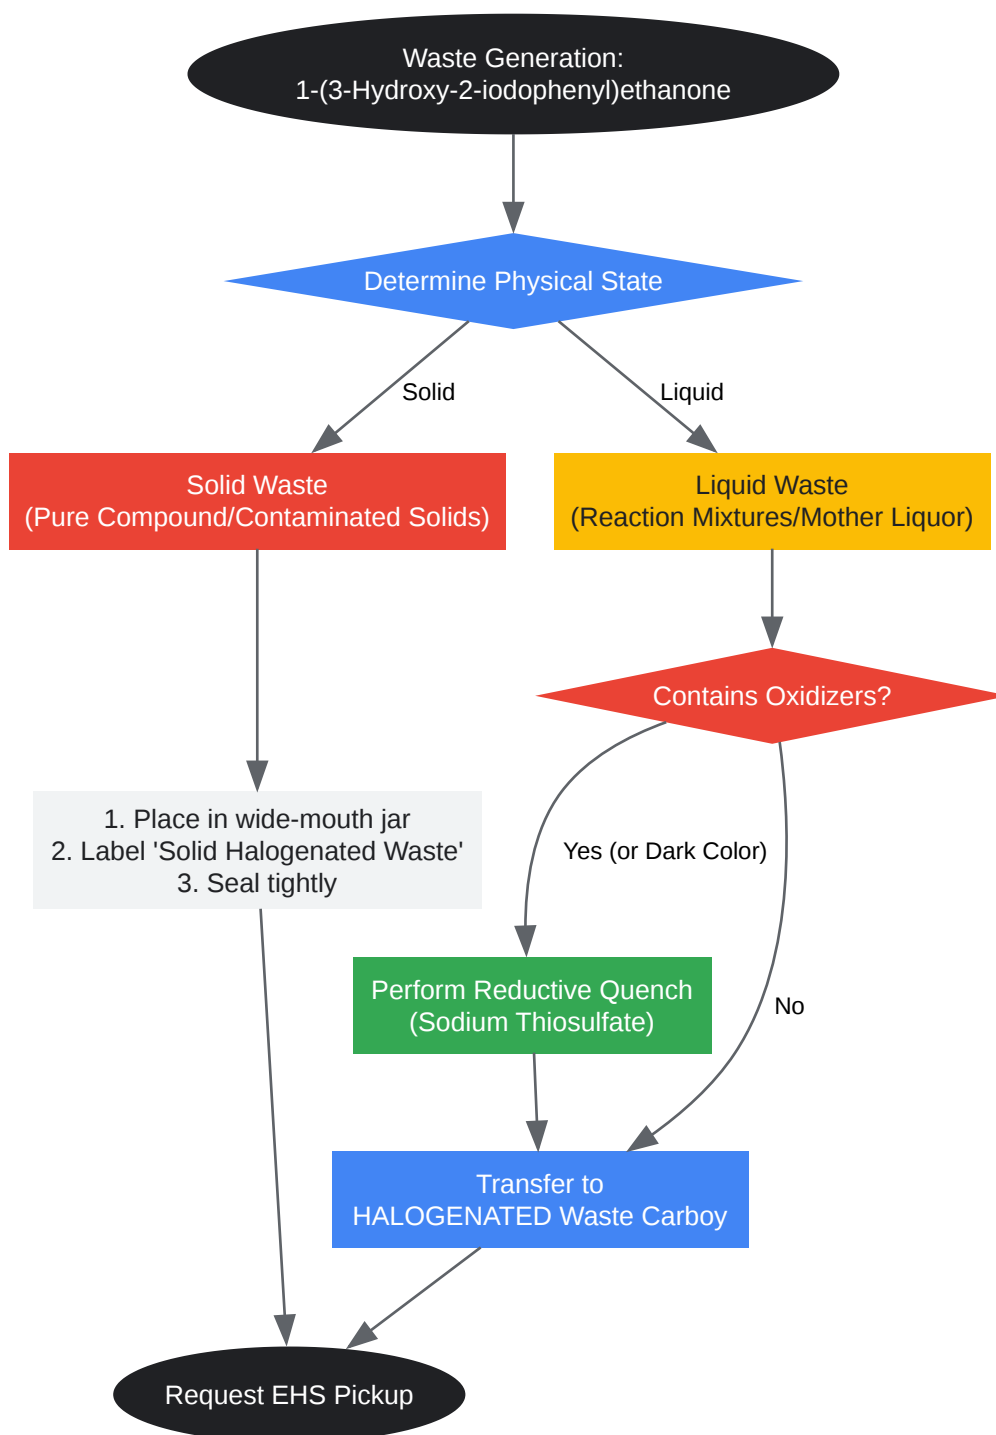 Waste Generation:
1-(3-Hydroxy-2-iodophenyl)ethanone
Determine Physical State
Solid
Liquid
Solid Waste
(Pure Compound/Contaminated Solids)
Liquid Waste
(Reaction Mixtures/Mother Liquor)
Contains Oxidizers?
1. Place in wide-mouth jar
2. Label 'Solid Halogenated Waste'
3. Seal tightly
Yes (or Dark Color)
No
Perform Reductive Quench
(Sodium Thiosulfate)
Transfer to
HALOGENATED Waste Carboy
Request EHS Pickup